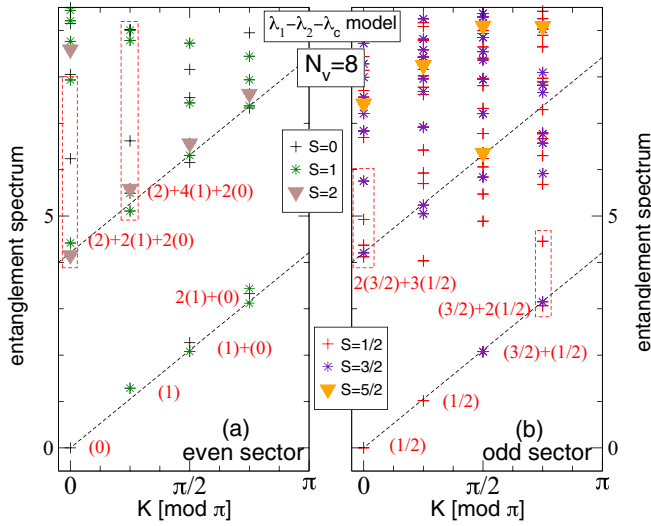 λ₁−λ₂−λc model
N_v=8
entanglement spectrum
5
0
S=0
S=1
S=2
(2)+4(1)+2(0)
(2)+2(1)+2(0)
2(1)+(0)
(1)+(0)
(1)
(0)
(a)
even sector
0
π/2
π
K [mod π]
S=1/2
S=3/2
S=5/2
2(3/2)+3(1/2)
(3/2)+2(1/2)
(3/2)+(1/2)
(1/2)
(1/2)
(b)
odd sector
0
π/2
π
K [mod π]
5
0
entanglement spectrum